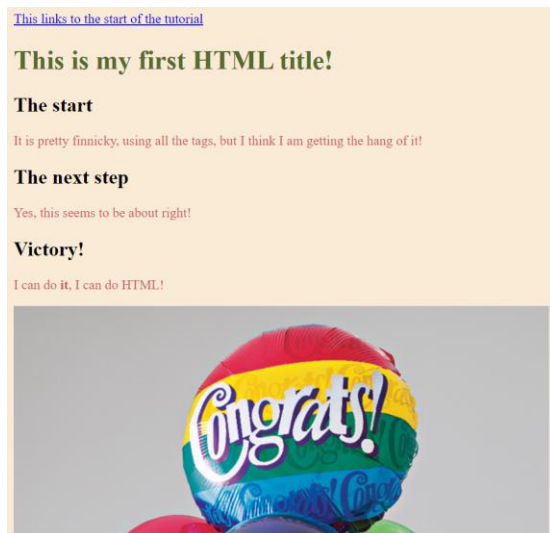 This links to the start of the tutorial
This is my first HTML title!
The start
It is pretty finnicky, using all the tags, but I think I am getting the hang of it!
The next step
Yes, this seems to be about right!
Victory!
I can do it, I can do HTML!
Congrats!